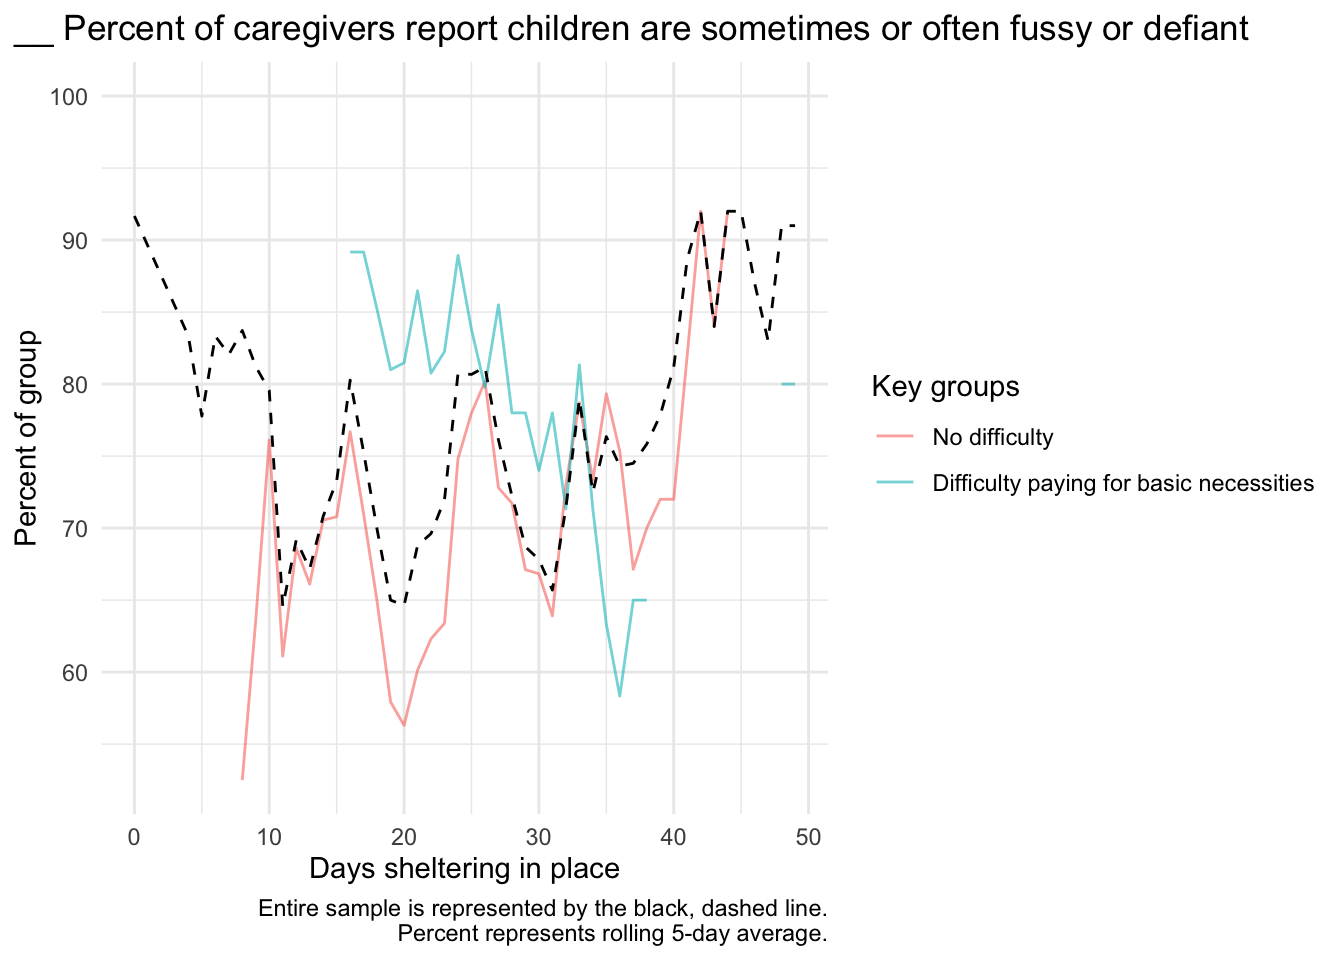 __ Percent of caregivers report children are sometimes or often fussy or defiant
100
90
80
70
60
Percent of group
0 10 20 30 40 50
Days sheltering in place
Key groups
No difficulty
Difficulty paying for basic necessities
Entire sample is represented by the black, dashed line.
Percent represents rolling 5-day average.